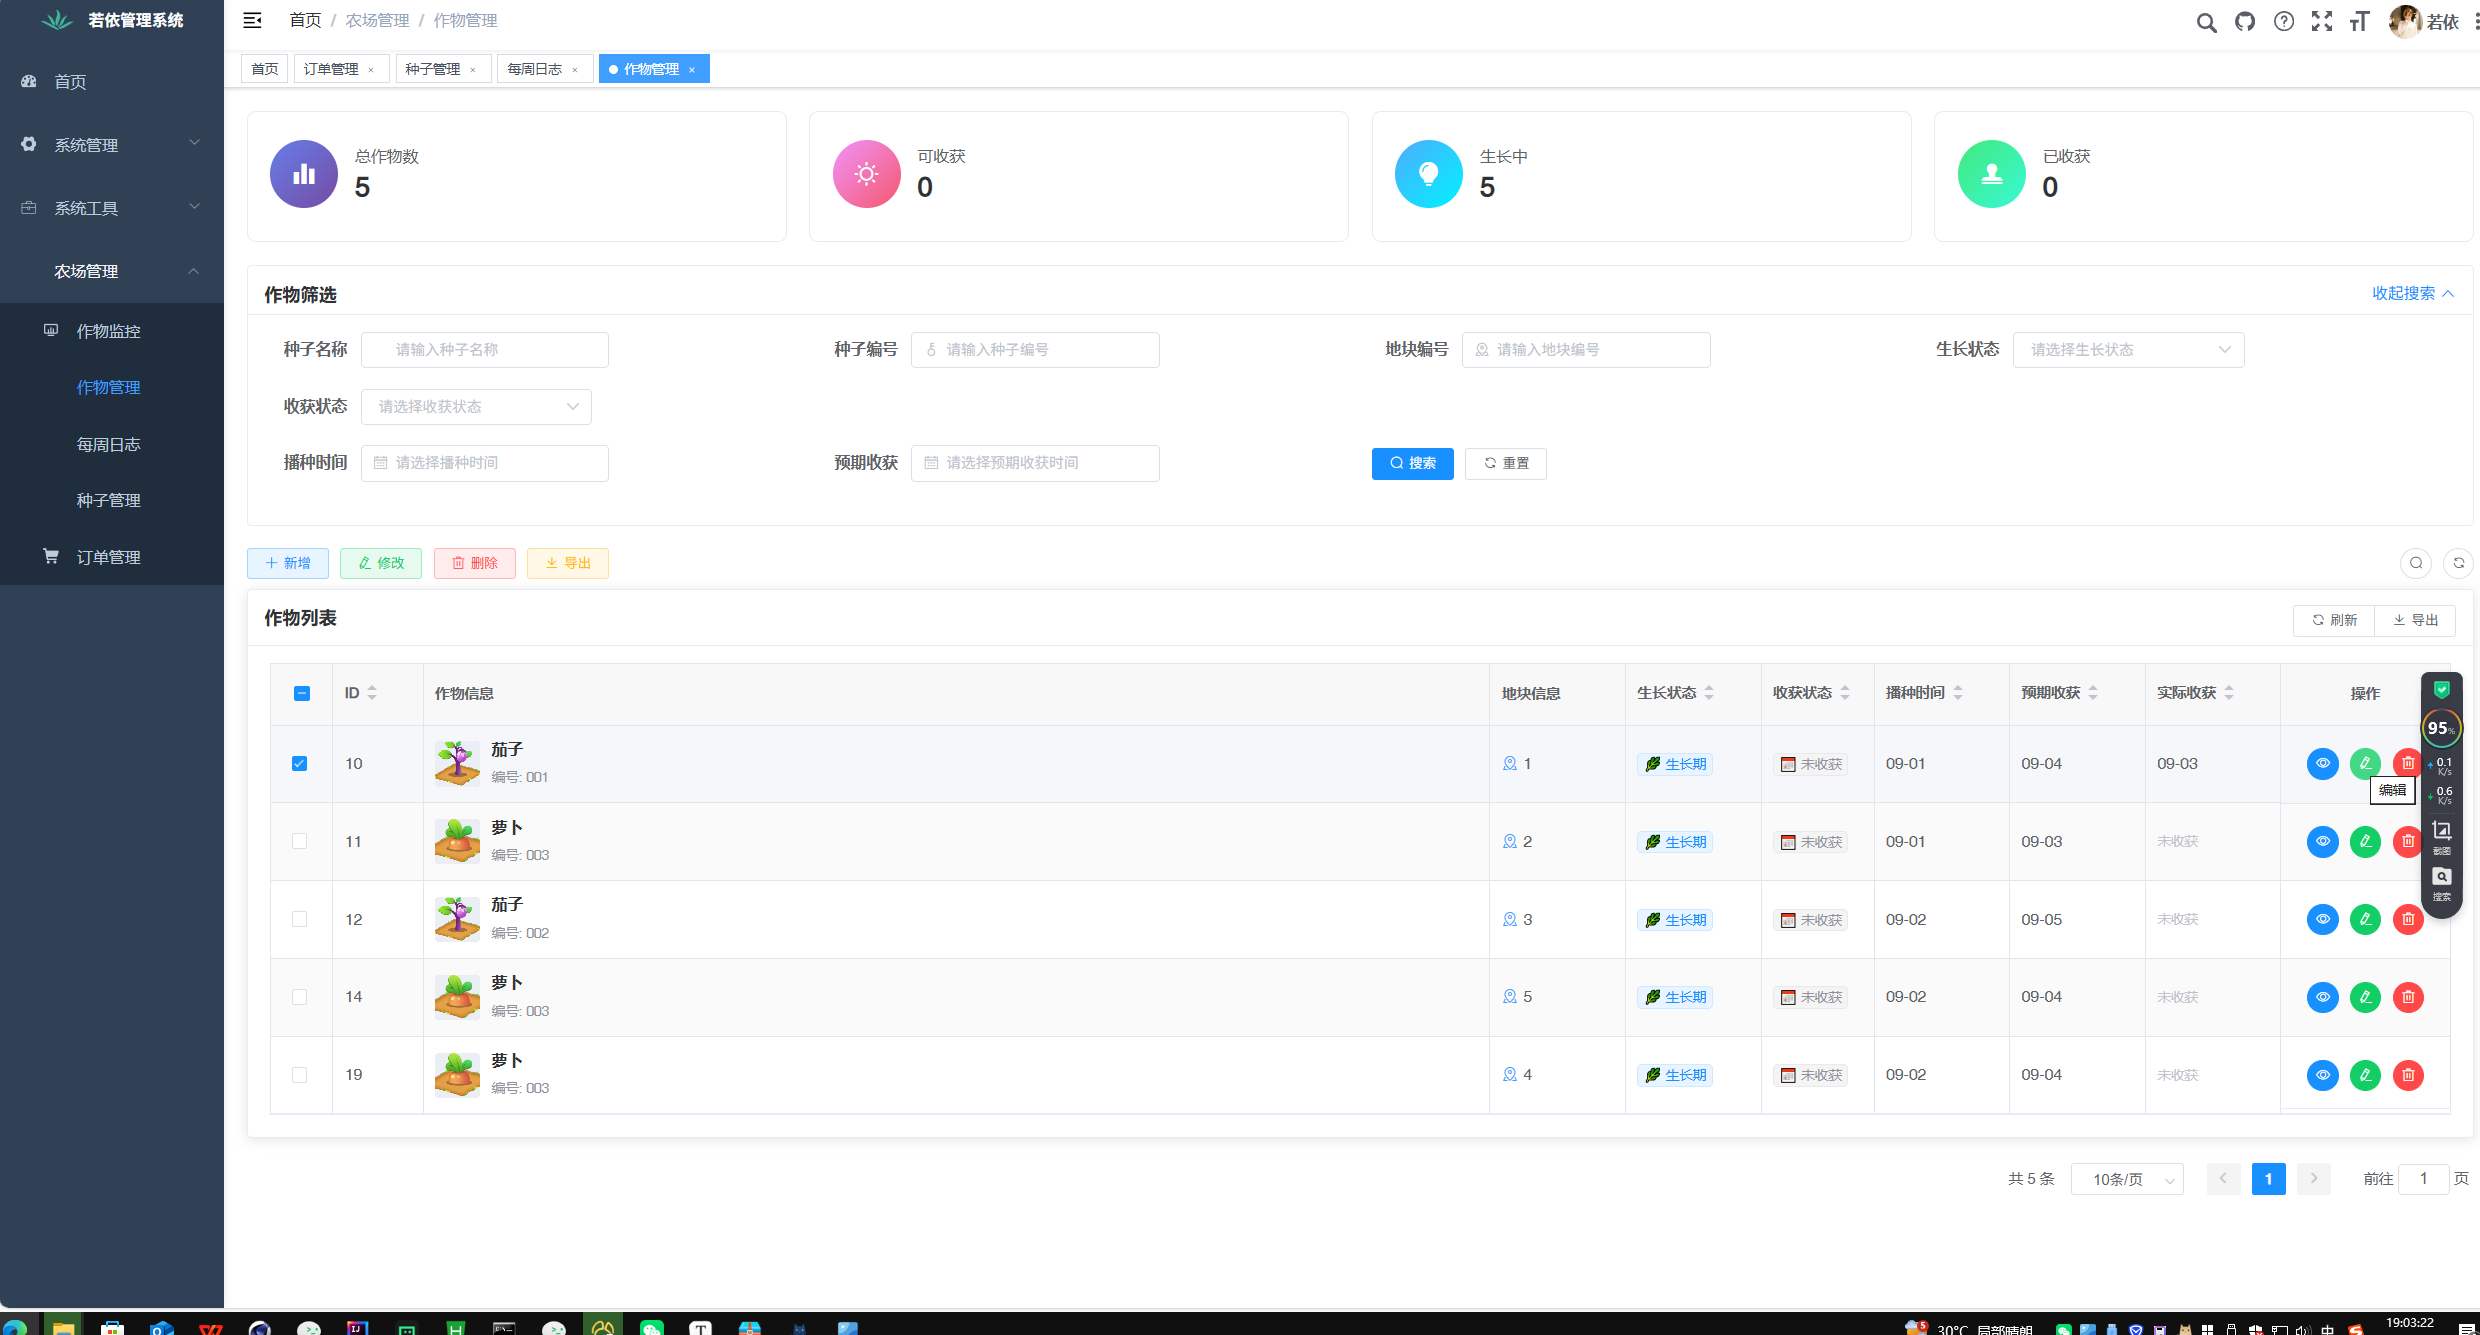 若依管理系统
首页 / 农场管理 / 作物管理
若依
首页
系统管理
系统工具
农场管理
作物监控
作物管理
每周日志
种子管理
订单管理
首页 订单管理 × 种子管理 × 每周日志 × 作物管理 ×
总作物数
5
可收获
0
生长中
5
已收获
0
作物筛选 收起搜索
种子名称 请输入种子名称 种子编号 请输入种子编号 地块编号 请输入地块编号 生长状态 请选择生长状态
收获状态 请选择收获状态
播种时间 请选择播种时间 预期收获 请选择预期收获时间 搜索 重置
新增 修改 删除 导出
作物列表 刷新 导出
ID 作物信息 地块信息 生长状态 收获状态 播种时间 预期收获 实际收获 操作
10 茄子 1 生长期 未收获 09-01 09-04 09-03
编号: 001
编辑
11 萝卜 2 生长期 未收获 09-01 09-03 未收获
编号: 003
12 茄子 3 生长期 未收获 09-02 09-05 未收获
编号: 002
14 萝卜 5 生长期 未收获 09-02 09-04 未收获
编号: 003
19 萝卜 4 生长期 未收获 09-02 09-04 未收获
编号: 003
95%
0.1
K/s
0.6
K/s
截图
搜索
共 5 条 10条/页 1 前往 1 页
5 30°C 局部晴朗 中 19:03:22